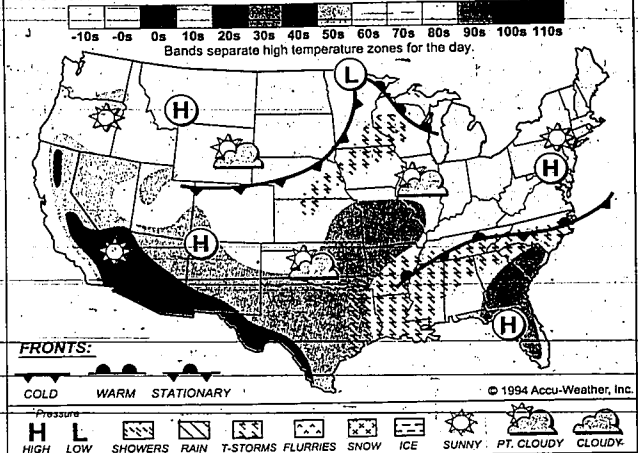 -10s -0s 0s 10s 20s 30s 40s 50s 60s 70s 80s 90s 100s 110s
Bands separate high temperature zones for the day.
L
H
H
H
H
FRONTS:
COLD WARM STATIONARY
© 1994 Accu-Weather, Inc.
Pressure
H L
HIGH LOW SHOWERS RAIN T-STORMS FLURRIES SNOW ICE SUNNY PT. CLOUDY CLOUDY